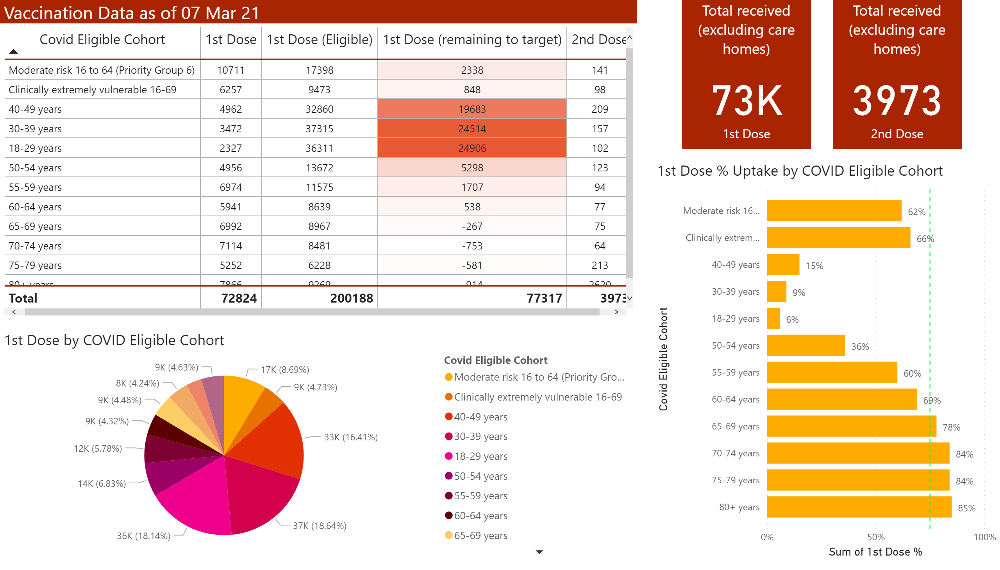 Vaccination Data as of 07 Mar 21
Covid Eligible Cohort 1st Dose 1st Dose (Eligible) 1st Dose (remaining to target) 2nd Dose
Moderate risk 16 to 64 (Priority Group 6) 10711 17398 2338 141
Clinically extremely vulnerable 16-69 6257 9473 848 98
40-49 years 4962 32860 19683 209
30-39 years 3472 37315 24514 157
18-29 years 2327 36311 24906 102
50-54 years 4956 13672 5298 123
55-59 years 6974 11575 1707 94
60-64 years 5941 8639 538 77
65-69 years 6992 8967 -267 75
70-74 years 7114 8481 -753 64
75-79 years 5252 6228 -581 213
80+ years 7866 9269 -914 2620
Total 72824 200188 77317 3973
Total received
(excluding care
homes)
73K
1st Dose
Total received
(excluding care
homes)
3973
2nd Dose
1st Dose by COVID Eligible Cohort
17K (8.69%)
9K (4.73%)
33K (16.41%)
37K (18.64%)
36K (18.14%)
14K (6.83%)
12K (5.78%)
9K (4.32%)
9K (4.48%)
8K (4.24%)
9K (4.63%)
Covid Eligible Cohort
Moderate risk 16 to 64 (Priority Gro...
Clinically extremely vulnerable 16-69
40-49 years
30-39 years
18-29 years
50-54 years
55-59 years
60-64 years
65-69 years
1st Dose % Uptake by COVID Eligible Cohort
Covid Eligible Cohort
Moderate risk 16... 62%
Clinically extrem... 66%
40-49 years 15%
30-39 years 9%
18-29 years 6%
50-54 years 36%
55-59 years 60%
60-64 years 69%
65-69 years 78%
70-74 years 84%
75-79 years 84%
80+ years 85%
0% 50% 100%
Sum of 1st Dose %